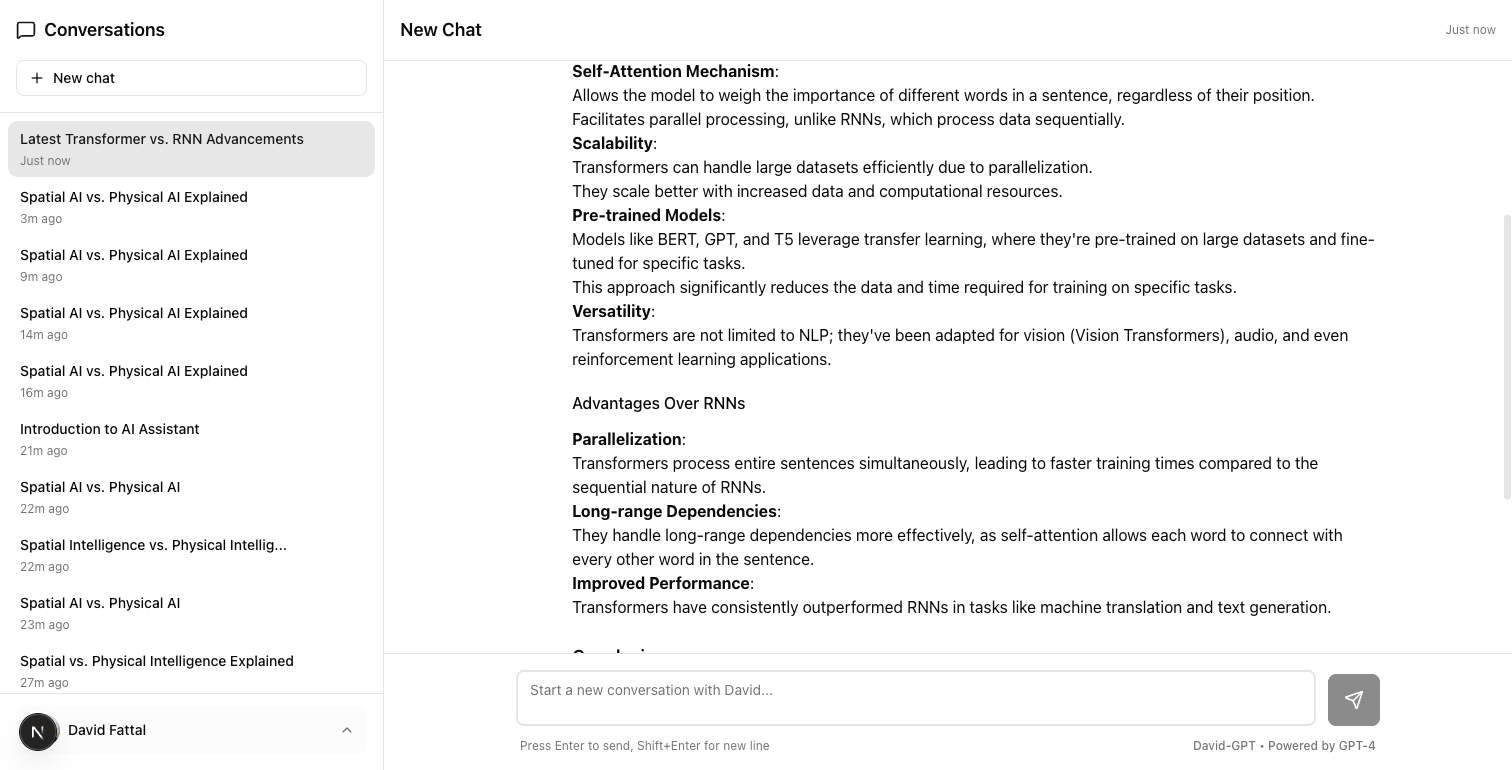 Conversations
New chat
Latest Transformer vs. RNN Advancements
Just now
Spatial AI vs. Physical AI Explained
3m ago
Spatial AI vs. Physical AI Explained
9m ago
Spatial AI vs. Physical AI Explained
14m ago
Spatial AI vs. Physical AI Explained
16m ago
Introduction to AI Assistant
21m ago
Spatial AI vs. Physical AI
22m ago
Spatial Intelligence vs. Physical Intellig...
22m ago
Spatial AI vs. Physical AI
23m ago
Spatial vs. Physical Intelligence Explained
27m ago
N
David Fattal
New Chat
Just now
Self-Attention Mechanism:
Allows the model to weigh the importance of different words in a sentence, regardless of their position.
Facilitates parallel processing, unlike RNNs, which process data sequentially.
Scalability:
Transformers can handle large datasets efficiently due to parallelization.
They scale better with increased data and computational resources.
Pre-trained Models:
Models like BERT, GPT, and T5 leverage transfer learning, where they're pre-trained on large datasets and fine-
tuned for specific tasks.
This approach significantly reduces the data and time required for training on specific tasks.
Versatility:
Transformers are not limited to NLP; they've been adapted for vision (Vision Transformers), audio, and even
reinforcement learning applications.
Advantages Over RNNs
Parallelization:
Transformers process entire sentences simultaneously, leading to faster training times compared to the
sequential nature of RNNs.
Long-range Dependencies:
They handle long-range dependencies more effectively, as self-attention allows each word to connect with
every other word in the sentence.
Improved Performance:
Transformers have consistently outperformed RNNs in tasks like machine translation and text generation.
Start a new conversation with David...
Press Enter to send, Shift+Enter for new line
David-GPT • Powered by GPT-4